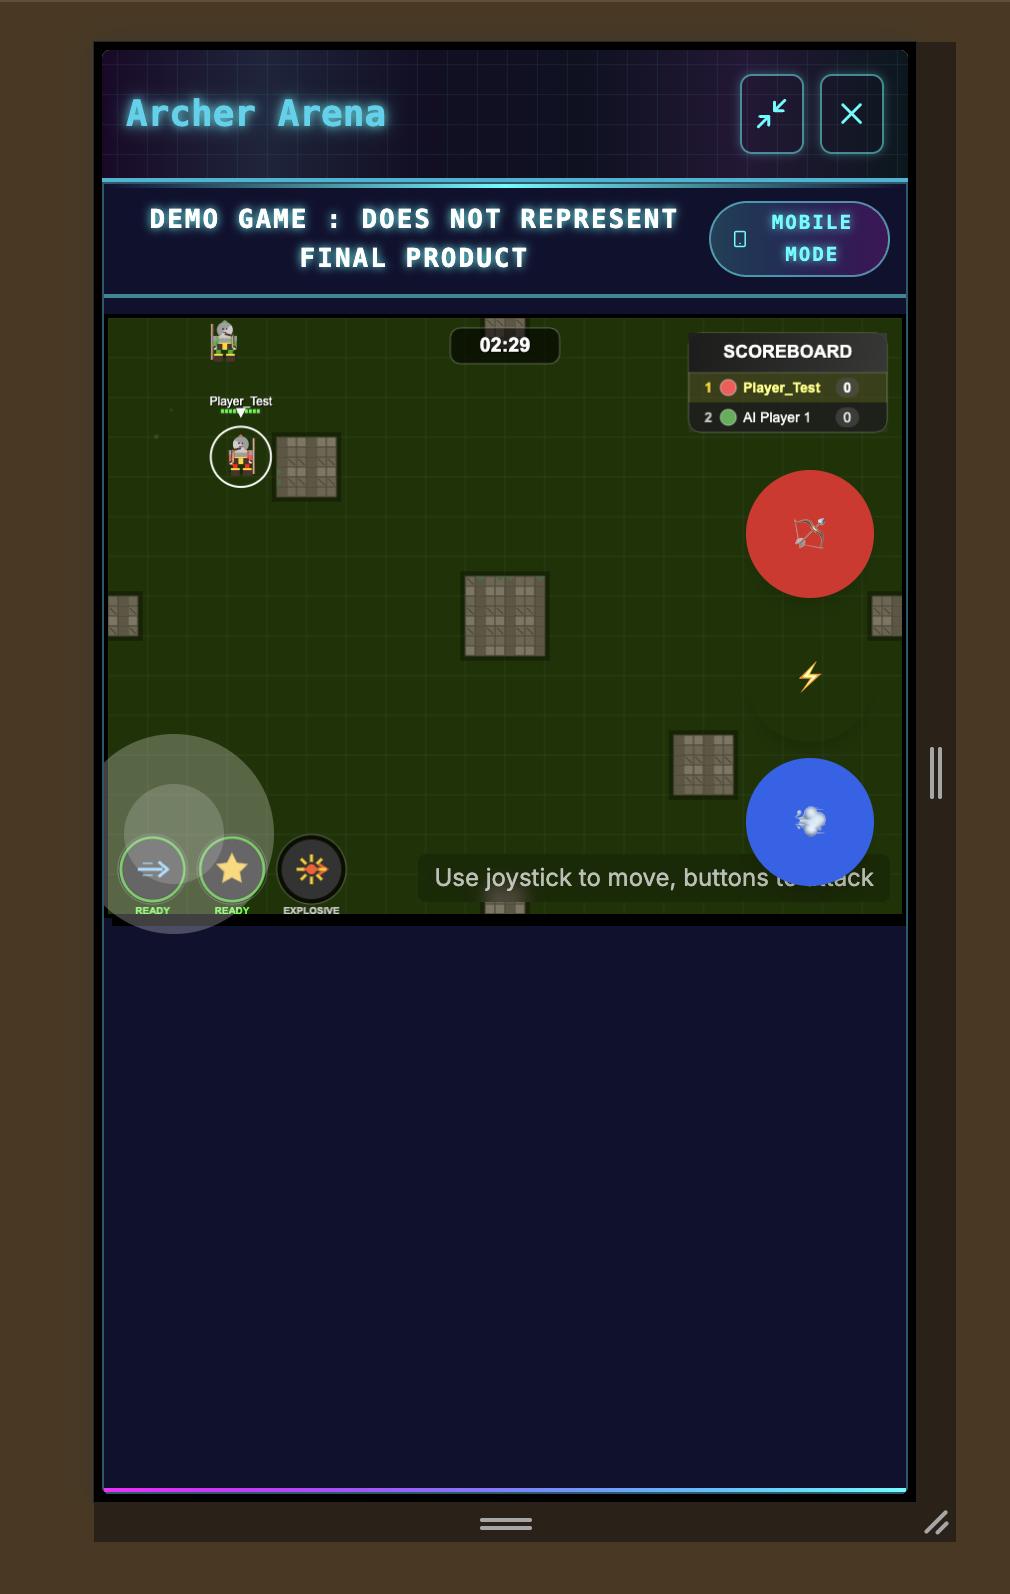 Archer Arena
DEMO GAME : DOES NOT REPRESENT
FINAL PRODUCT
MOBILE
MODE
02:29
SCOREBOARD
1 Player_Test 0
2 AI Player 1 0
Player_Test
Use joystick to move, buttons
READY
READY
EXPLOSIVE